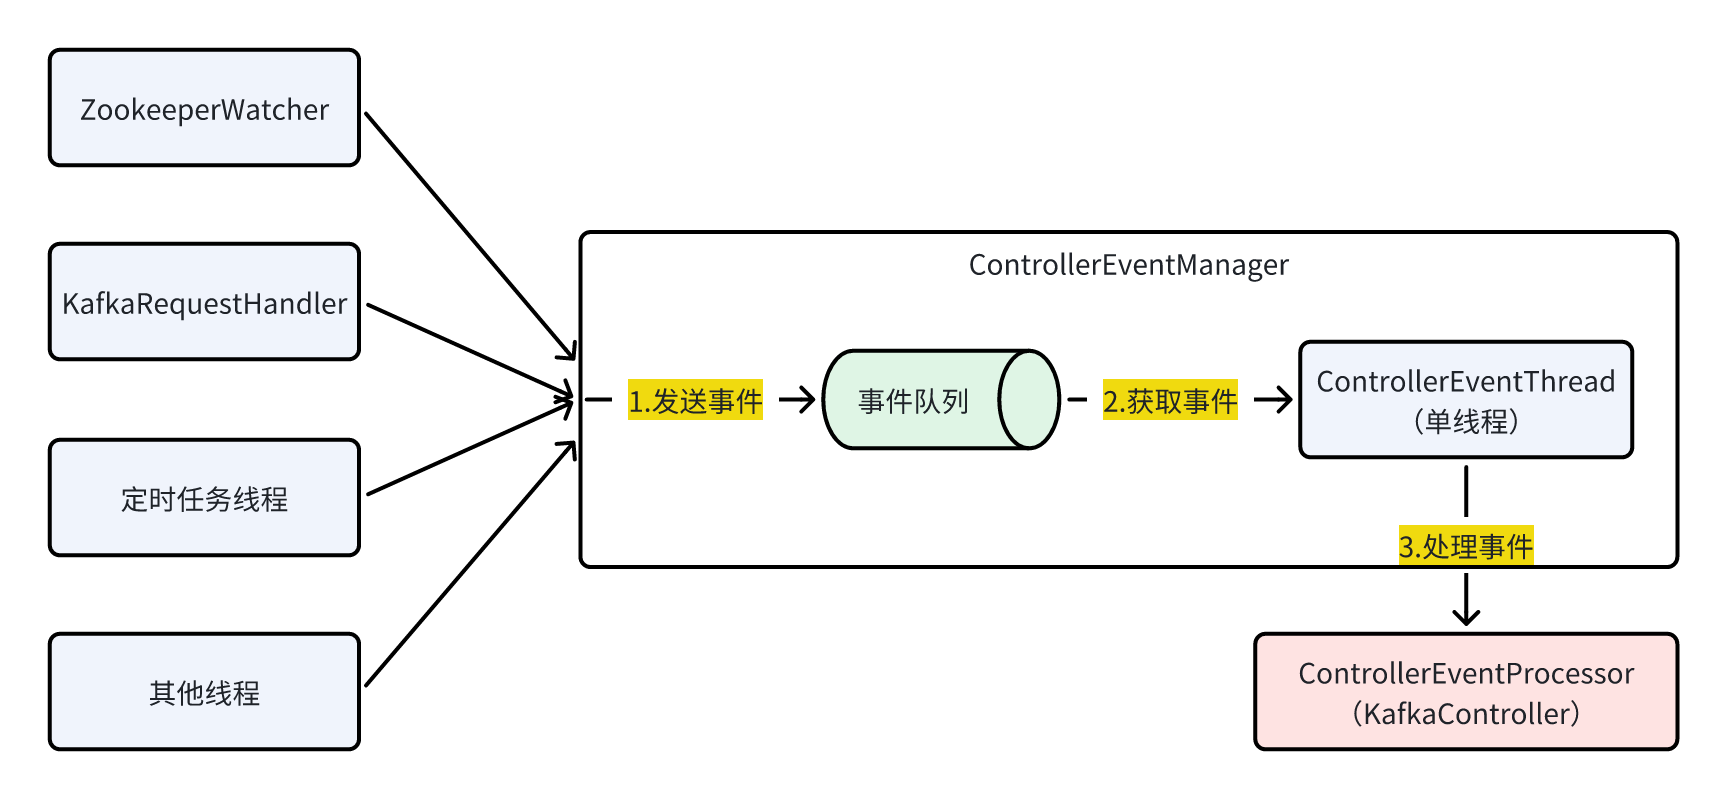 ZookeeperWatcher
KafkaRequestHandler
定时任务线程
其他线程
ControllerEventManager
1.发送事件
事件队列
2.获取事件
ControllerEventThread
（单线程）
3.处理事件
ControllerEventProcessor
（KafkaController）